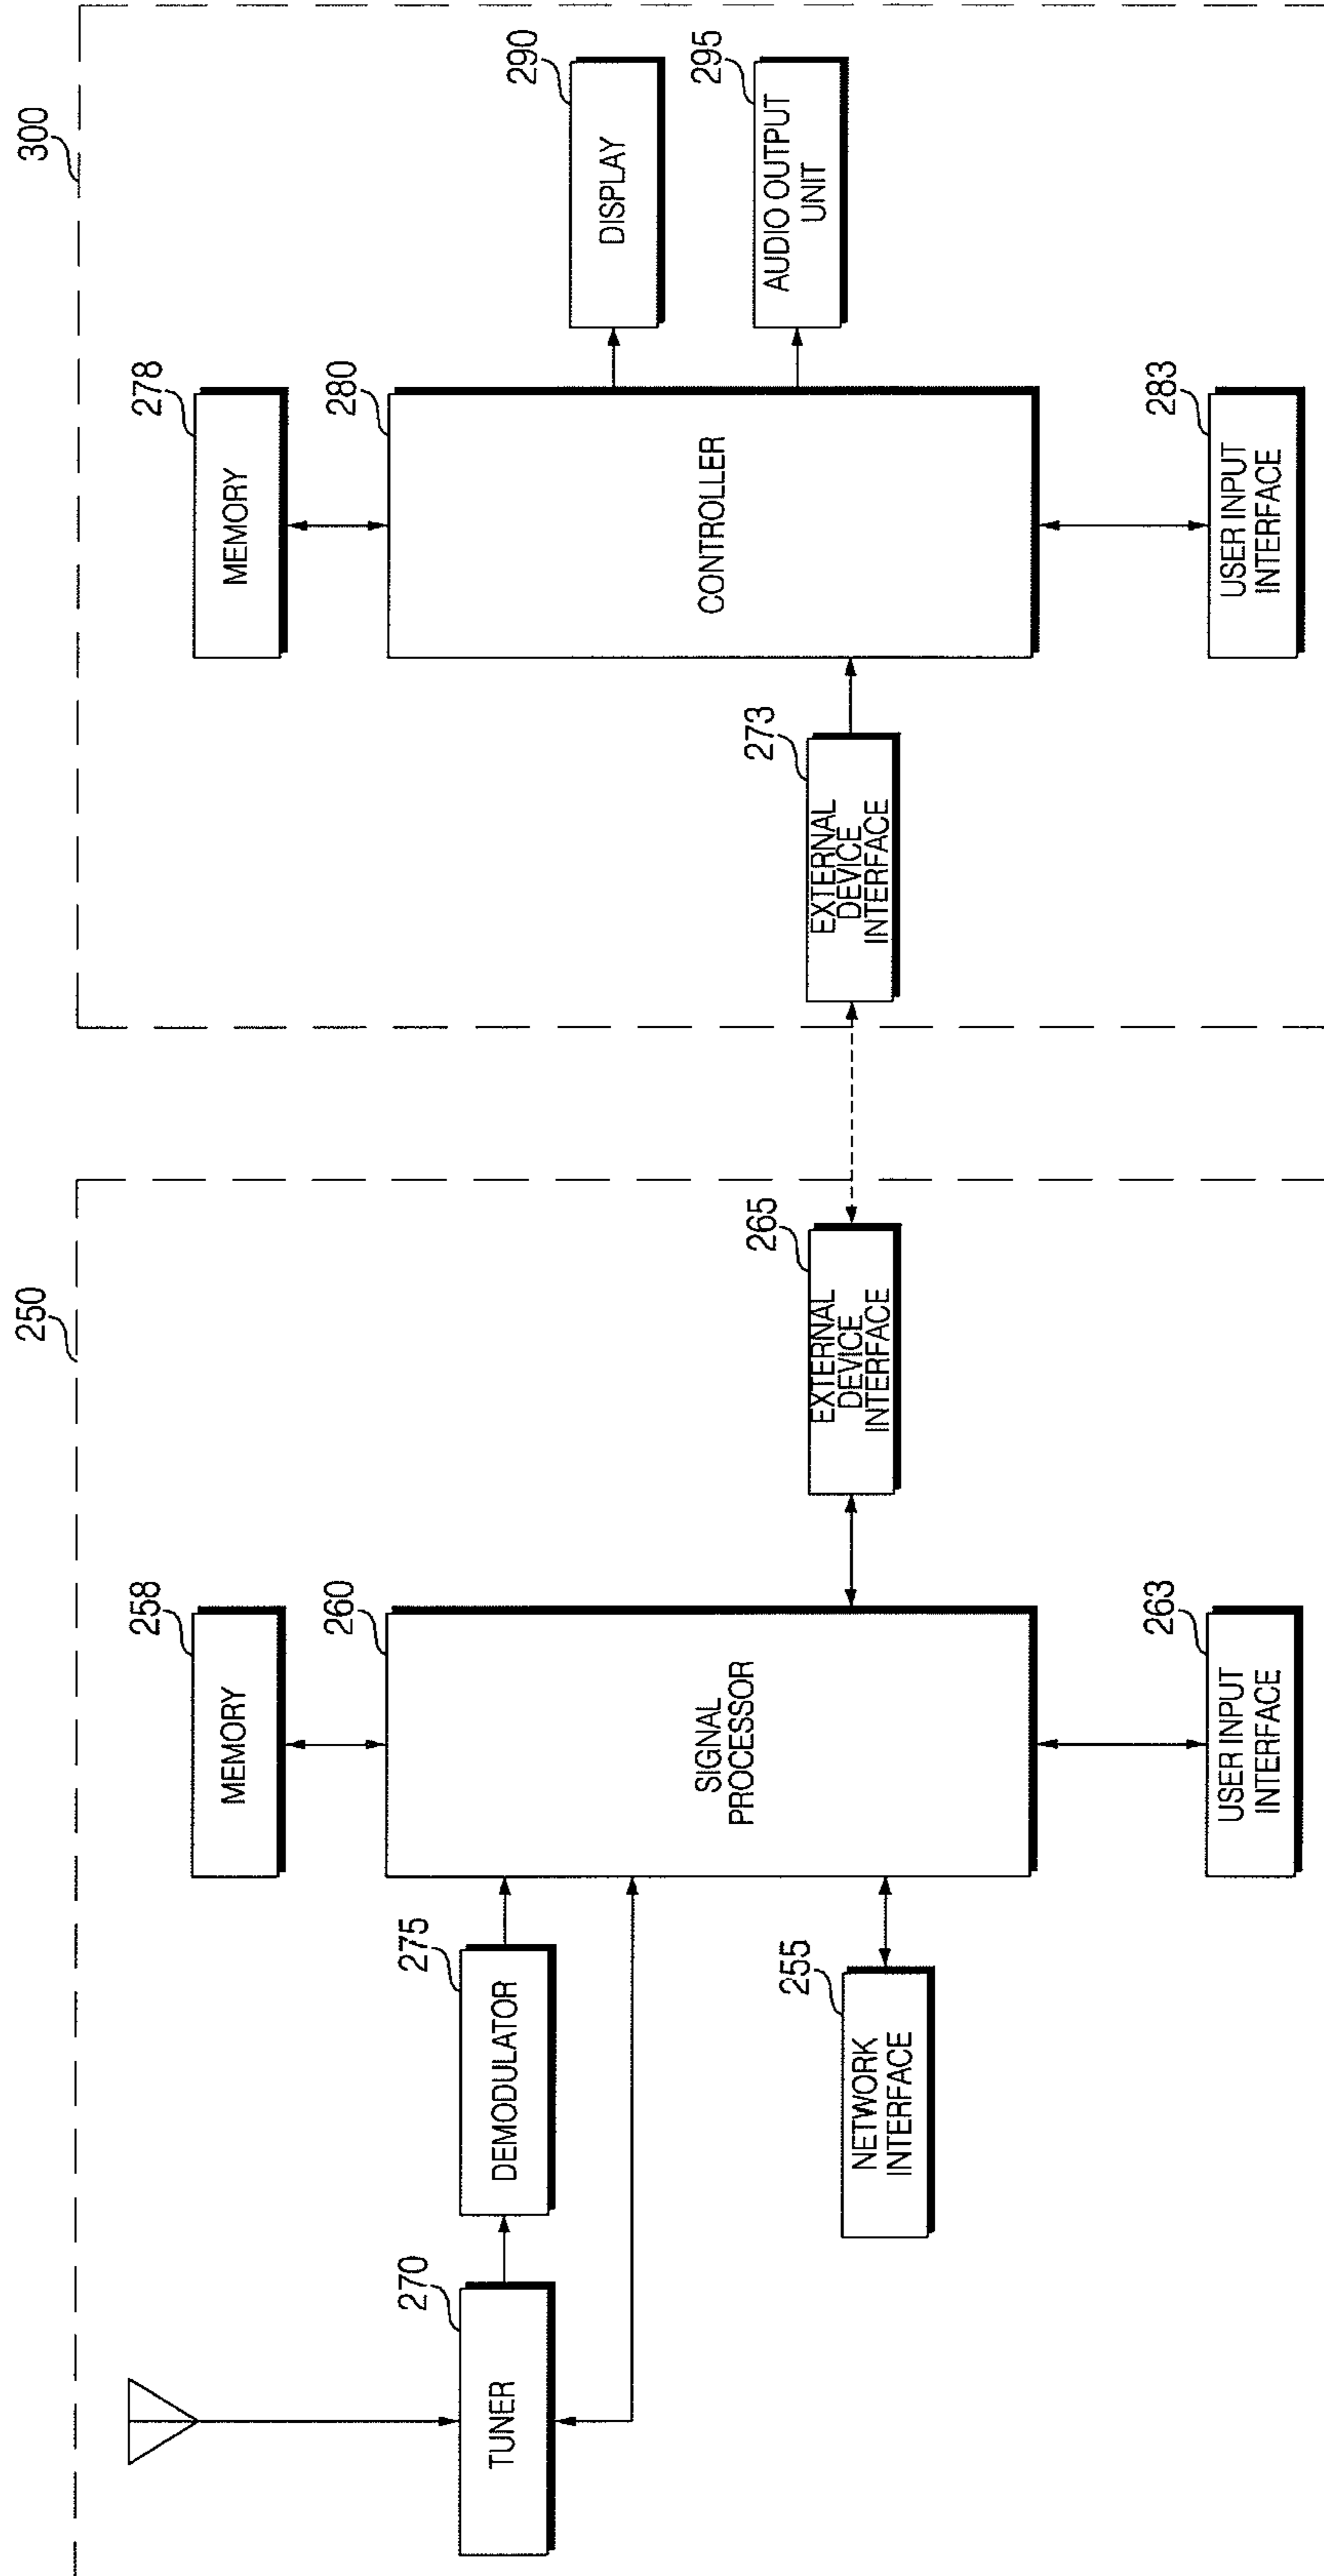 250
300
258
MEMORY
278
MEMORY
260
SIGNAL
PROCESSOR
280
CONTROLLER
290
DISPLAY
270
TUNER
275
DEMODULATOR
295
AUDIO OUTPUT
UNIT
265
EXTERNAL
DEVICE
INTERFACE
273
EXTERNAL
DEVICE
INTERFACE
255
NETWORK
INTERFACE
263
USER INPUT
INTERFACE
283
USER INPUT
INTERFACE